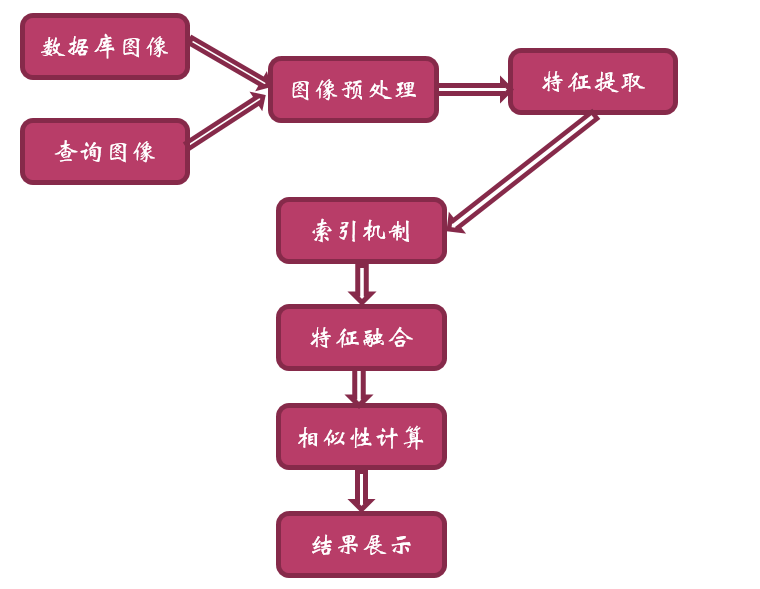 数据库图像
查询图像
图像预处理
特征提取
索引机制
特征融合
相似性计算
结果展示